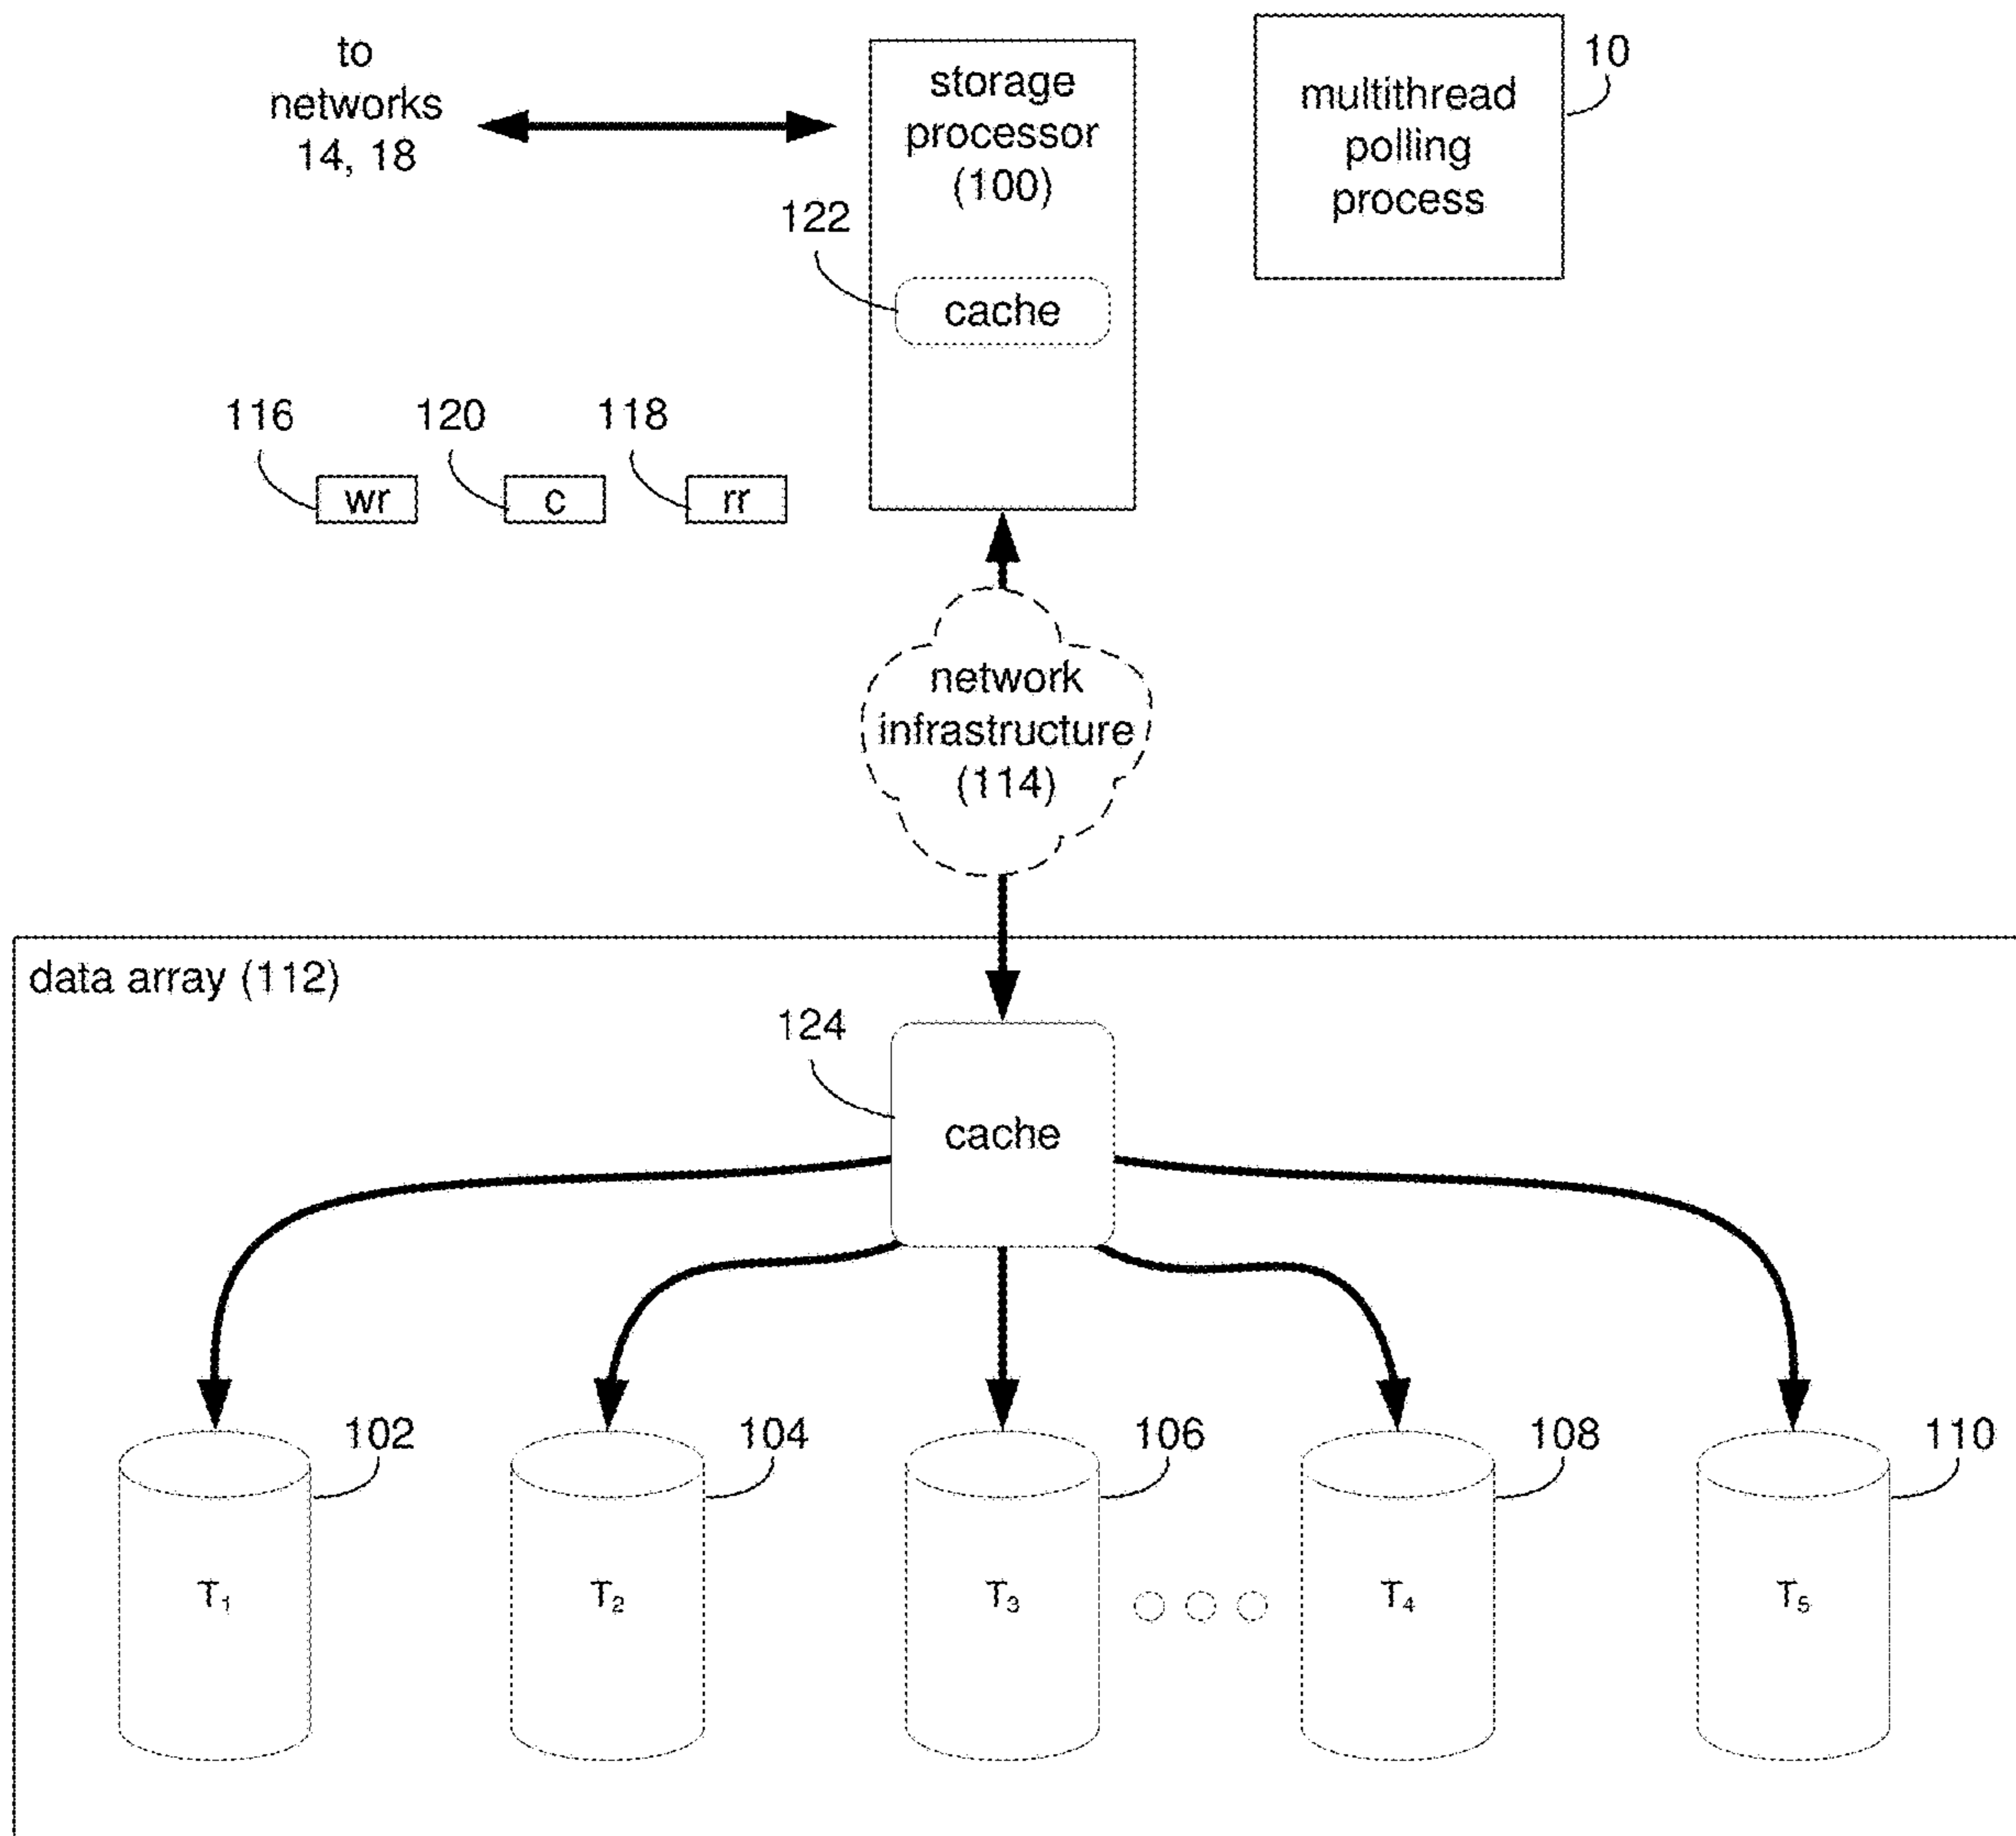 to
networks
14, 18
storage
processor
(100)
multithread
polling
process
10
122
cache
116
120
118
wr
c
rr
network
infrastructure
(114)
data array (112)
124
cache
102
104
106
108
110
T₁
T₂
T₃
T₄
T₅